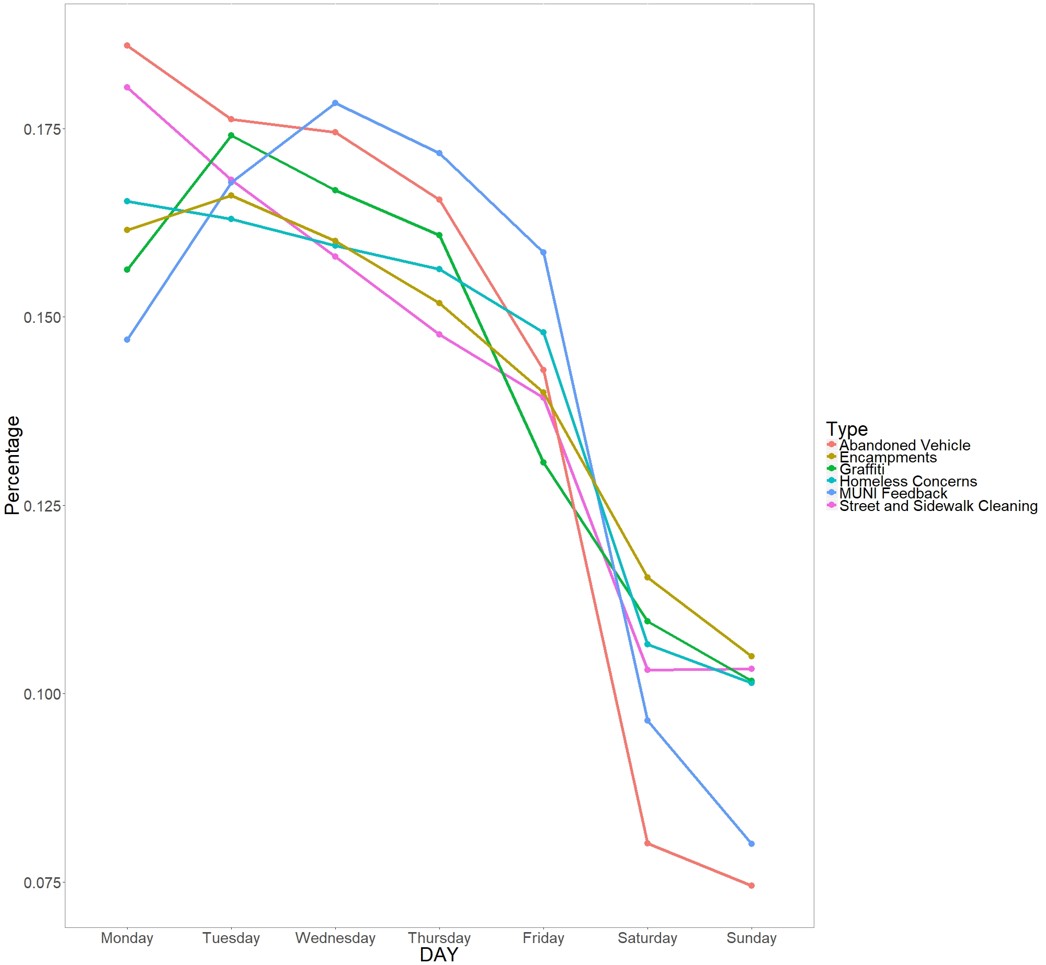 Percentage
0.175
0.150
0.125
0.100
0.075
Monday Tuesday Wednesday Thursday Friday Saturday Sunday
DAY
Type
Abandoned Vehicle
Encampments
Graffiti
Homeless Concerns
MUNI Feedback
Street and Sidewalk Cleaning